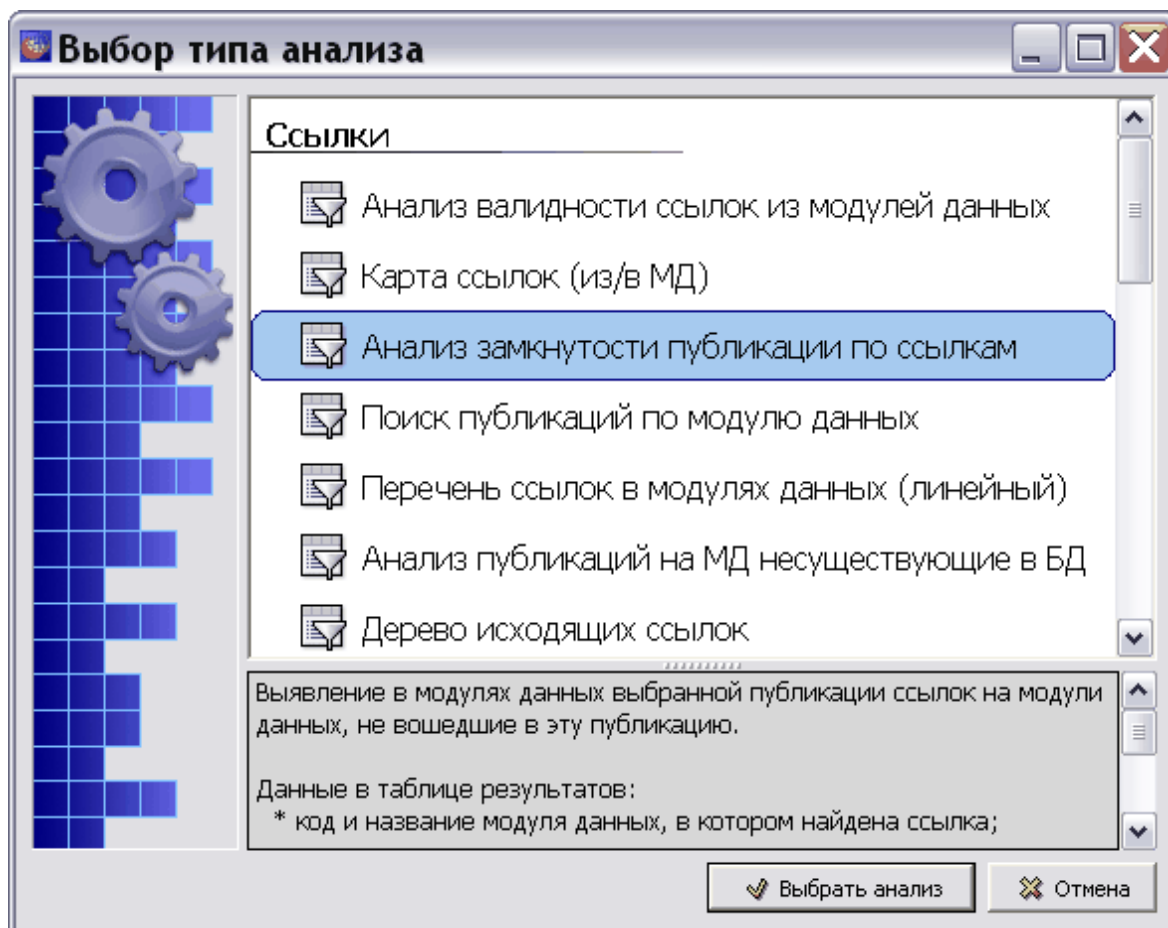 Выбор типа анализа
Ссылки
Анализ валидности ссылок из модулей данных
Карта ссылок (из/в МД)
Анализ замкнутости публикации по ссылкам
Поиск публикаций по модулю данных
Перечень ссылок в модулях данных (линейный)
Анализ публикаций на МД несуществующие в БД
Дерево исходящих ссылок
Выявление в модулях данных выбранной публикации ссылок на модули
данных, не вошедшие в эту публикацию.
Данные в таблице результатов:
* код и название модуля данных, в котором найдена ссылка;
Выбрать анализ
Отмена